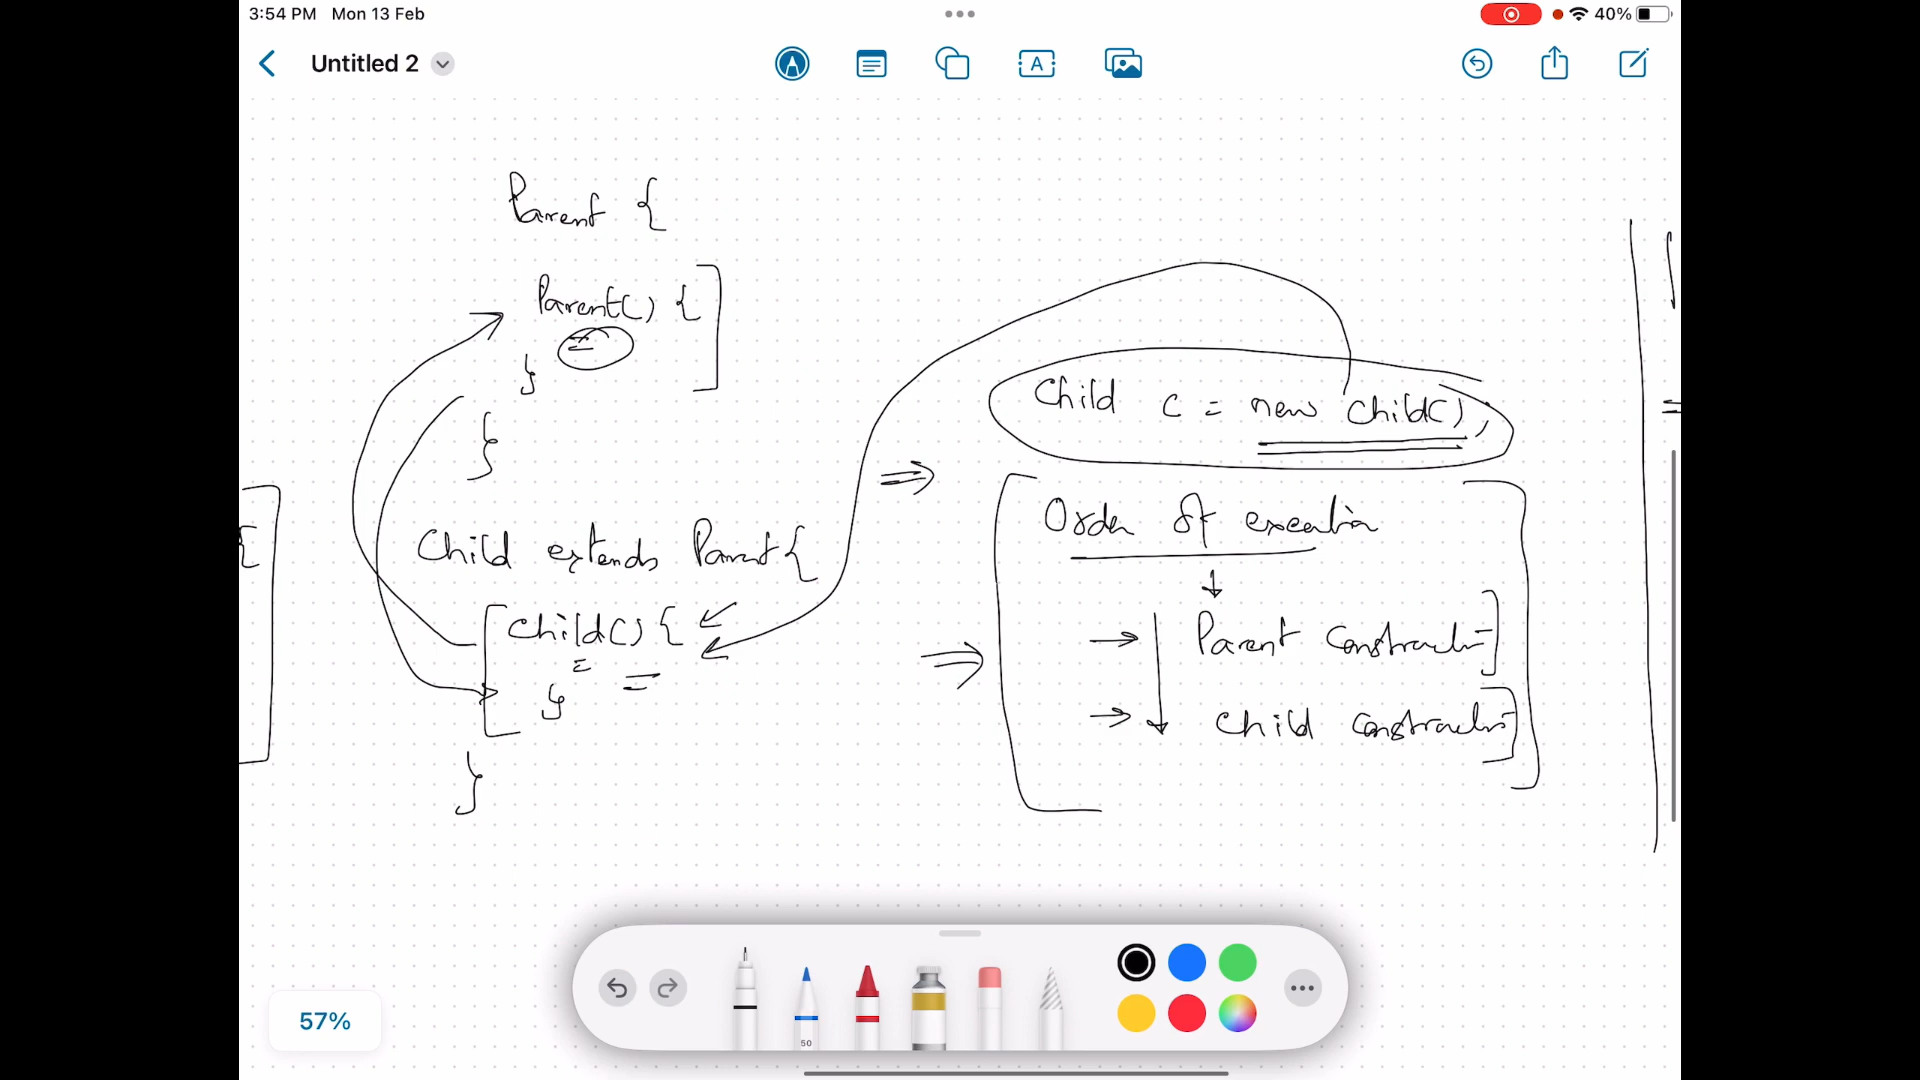 3:54 PM Mon 13 Feb
40%
Untitled 2
A
Parent {
Parent() {
}
}
Child extends Parent {
Child() {
}
}
Child c = new Child();
Order of execution
Parent Constructor
Child Constructor
{
57%
50